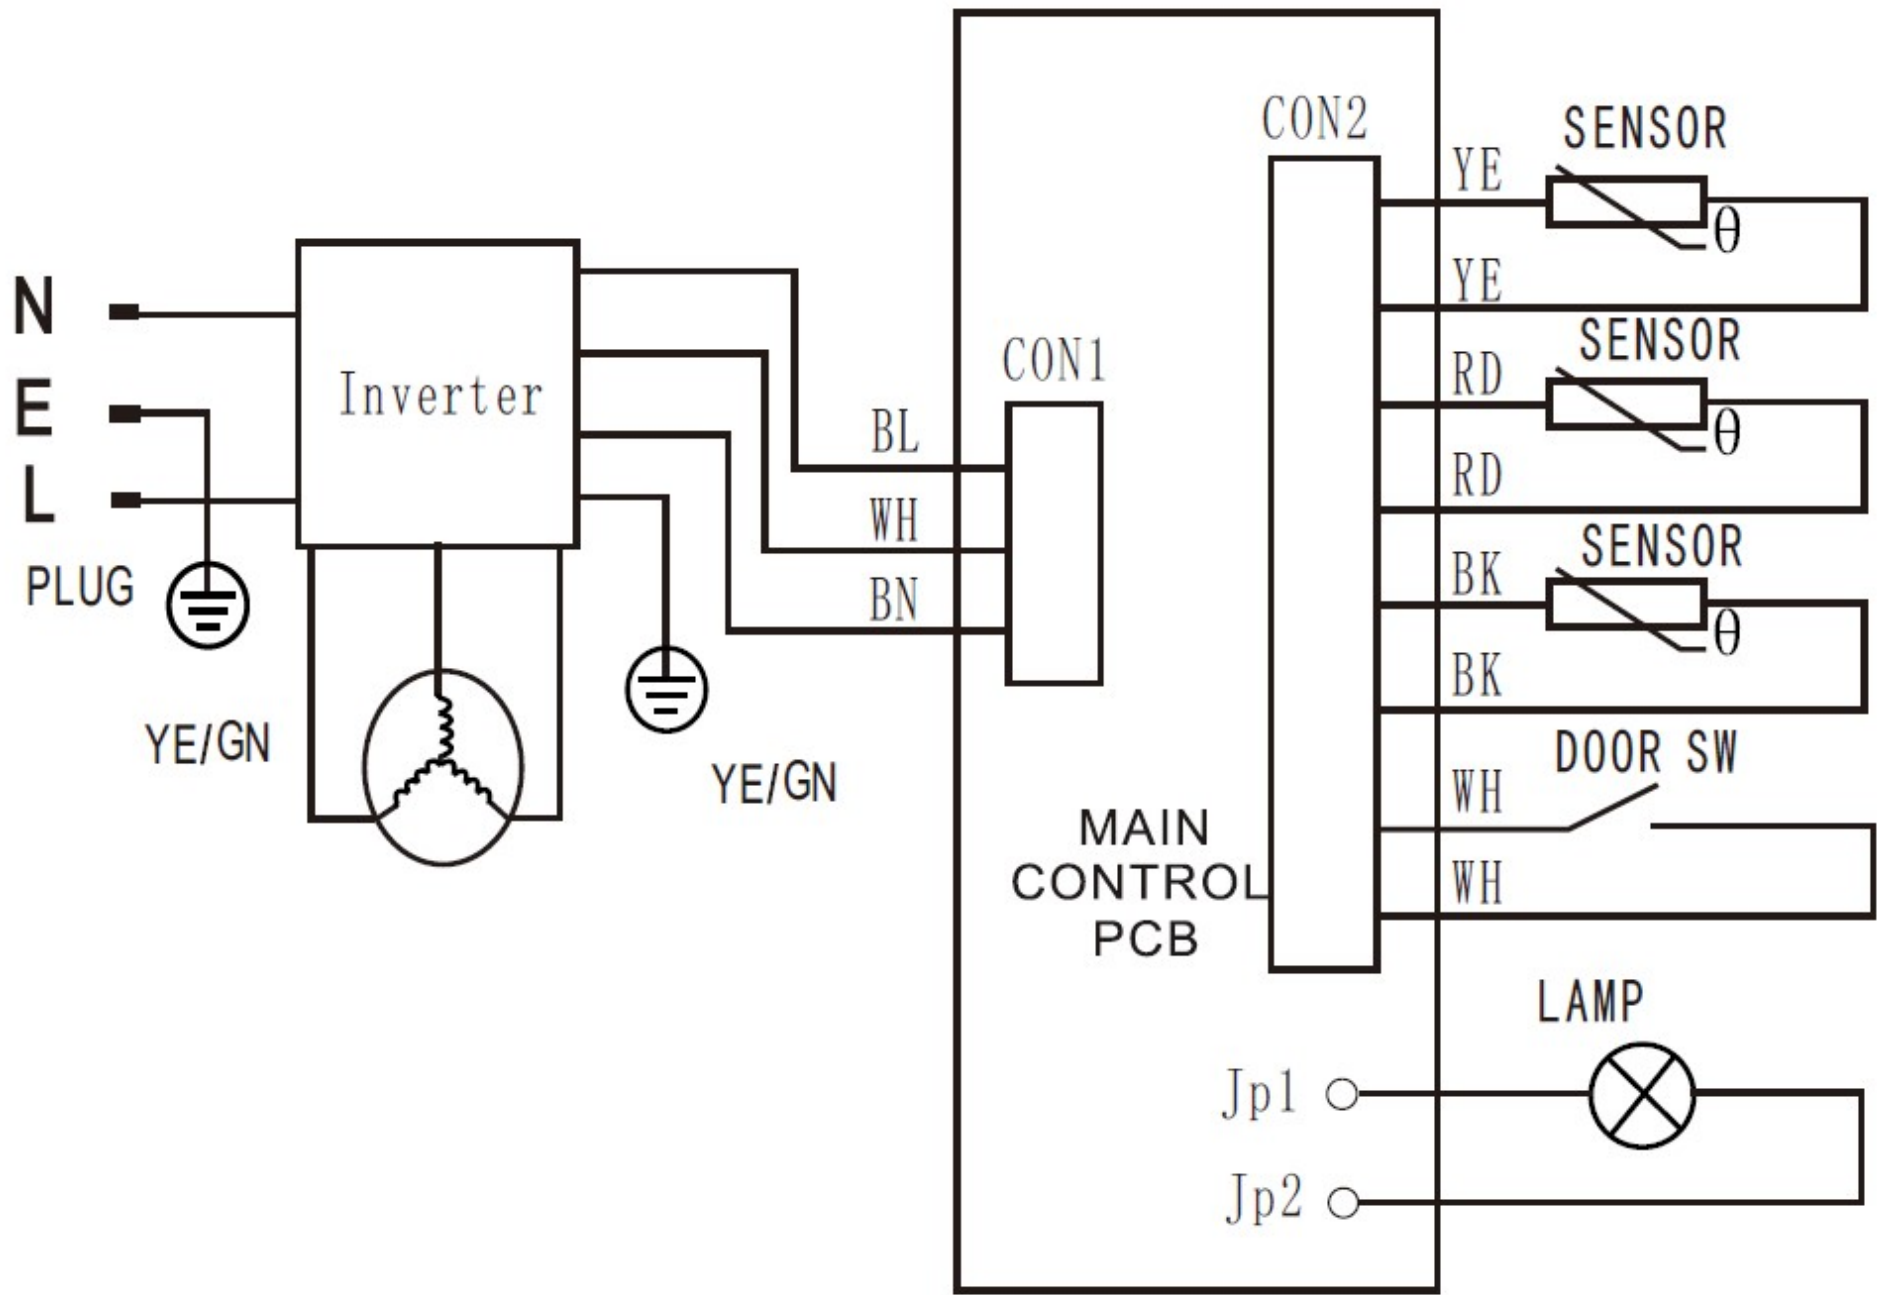 N
E
L
PLUG
YE/GN
Inverter
YE/GN
BL
WH
BN
CON1
MAIN
CONTROL
PCB
CON2
YE
SENSOR
θ
YE
SENSOR
RD
θ
RD
SENSOR
BK
θ
BK
DOOR SW
WH
WH
LAMP
Jp1
Jp2